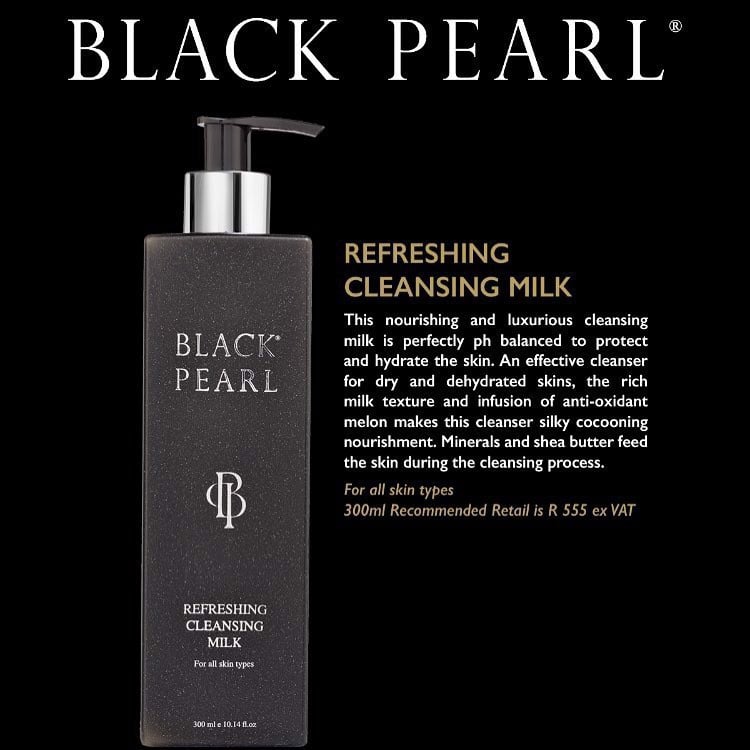 BLACK PEARL®
BLACK®
PEARL
REFRESHING
CLEANSING
MILK
For all skin types
300 ml e 10.14 fl.oz
REFRESHING
CLEANSING MILK
This nourishing and luxurious cleansing
milk is perfectly ph balanced to protect
and hydrate the skin. An effective cleanser
for dry and dehydrated skins, the rich
milk texture and infusion of anti-oxidant
melon makes this cleanser silky cocooning
nourishment. Minerals and shea butter feed
the skin during the cleansing process.
For all skin types
300ml Recommended Retail is R 555 ex VAT